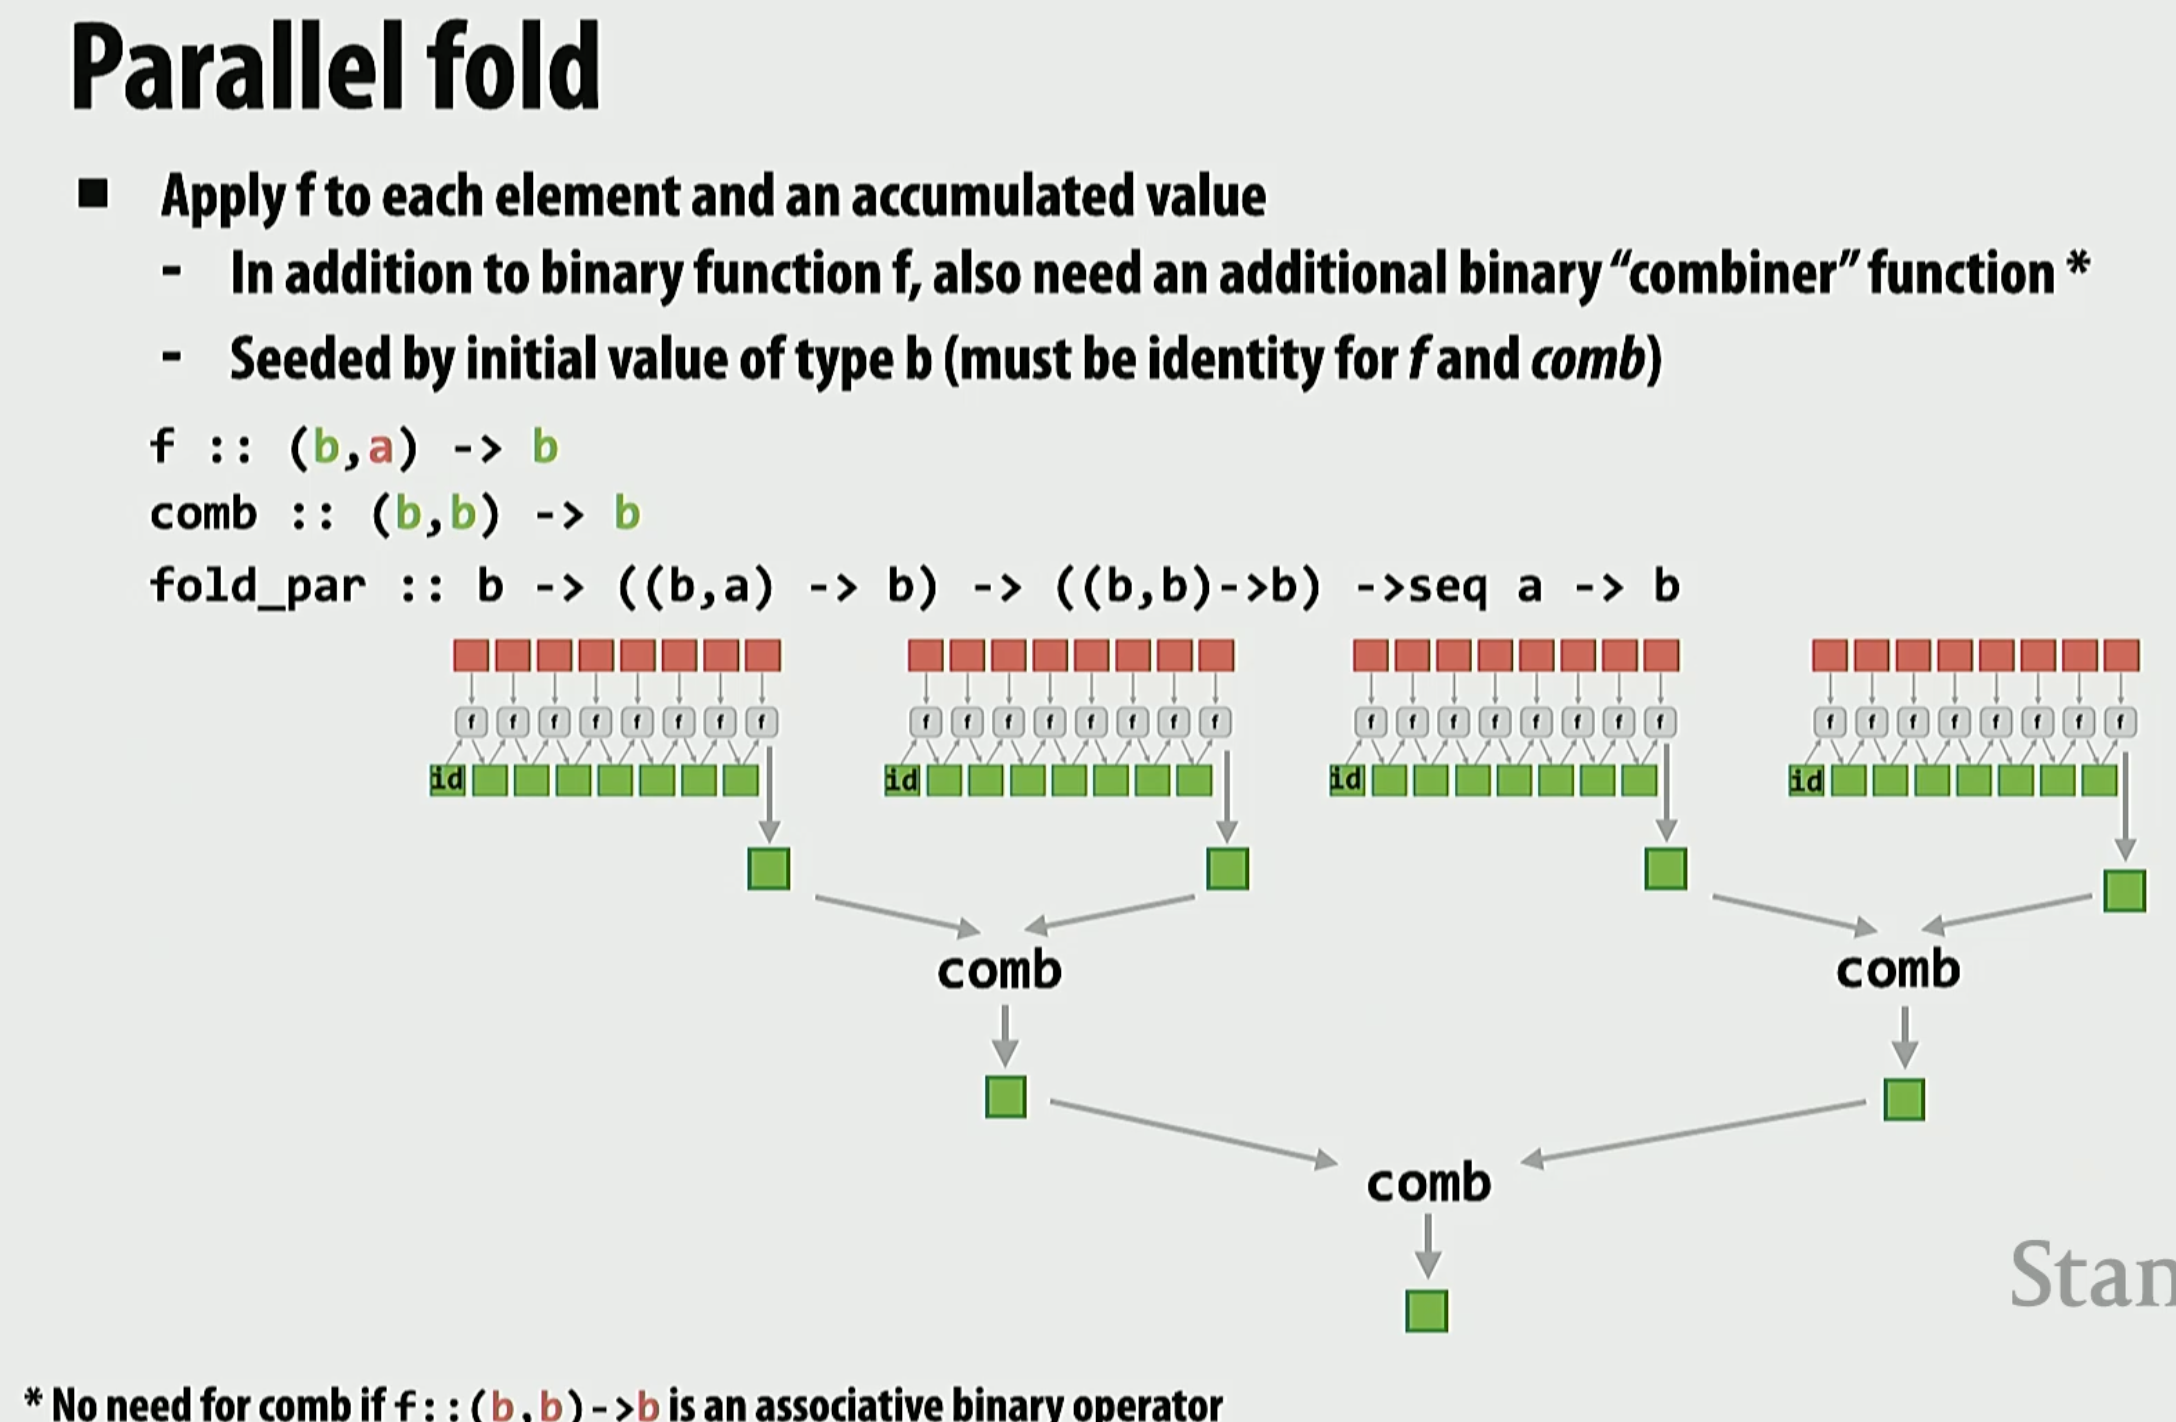 Parallel fold
■ Apply f to each element and an accumulated value
- In addition to binary function f, also need an additional binary “combiner” function *
- Seeded by initial value of type b (must be identity for f and comb)
f :: (b,a) -> b
comb :: (b,b) -> b
fold_par :: b -> ((b,a) -> b) -> ((b,b)->b) ->seq a -> b
f f f f f f f f f f f f f f f f f f f f f f f f f f f f f f f f
id id id id
comb comb
comb
Stan
* No need for comb if f::(b,b)->b is an associative binary operator